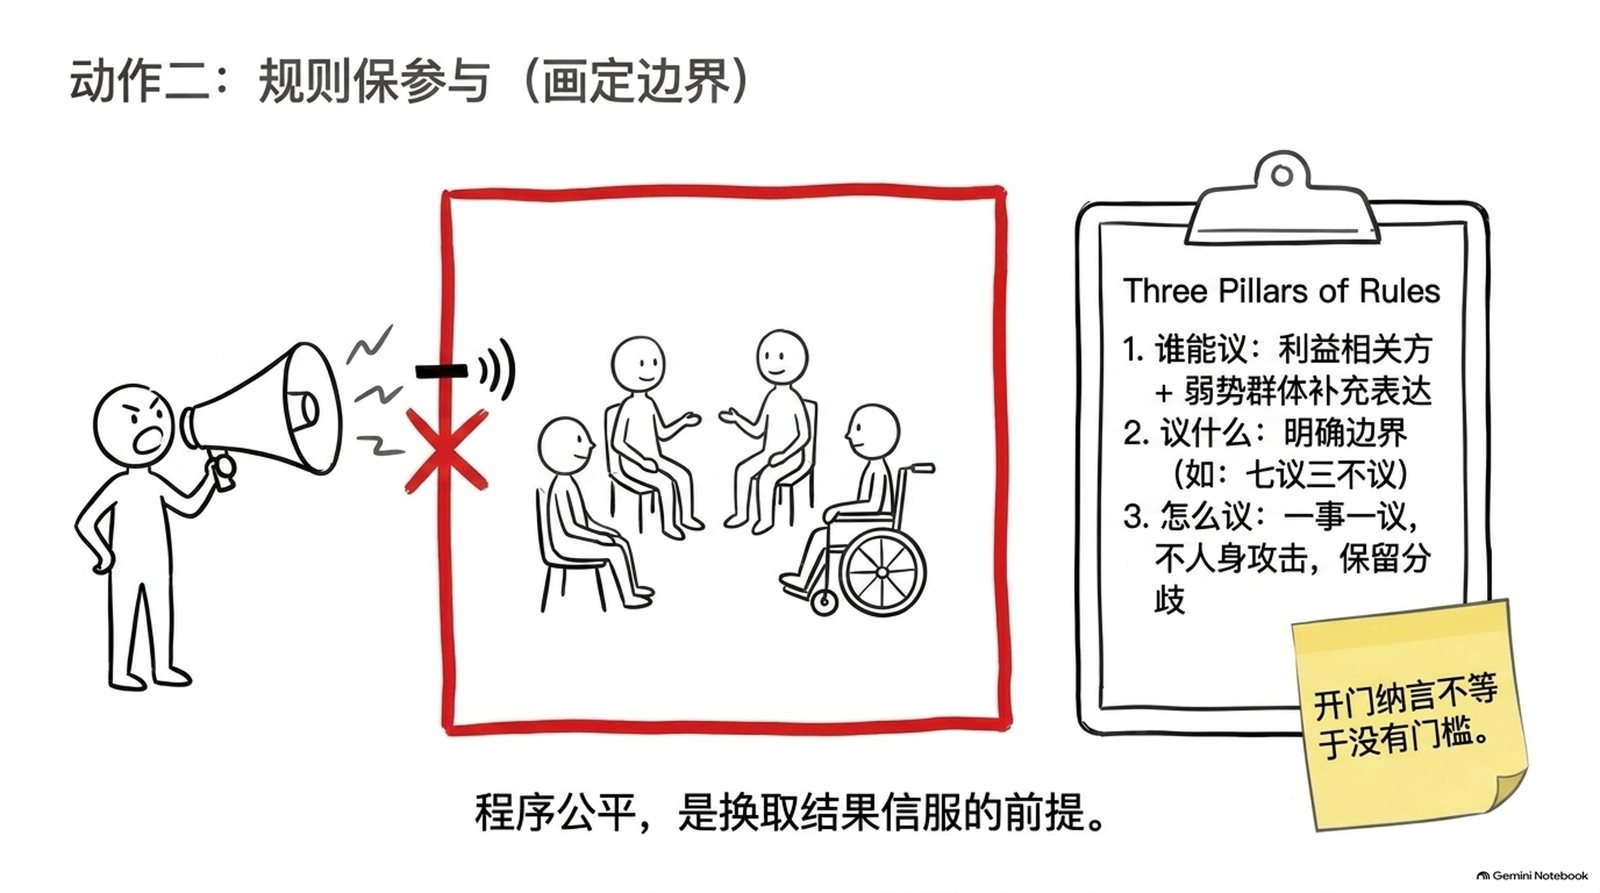 动作二：规则保参与（画定边界）
Three Pillars of Rules
1. 谁能议：利益相关方
+ 弱势群体补充表达
2. 议什么：明确边界
（如：七议三不议）
3. 怎么议：一事一议，
不人身攻击，保留分
歧
开门纳言不等
于没有门槛。
程序公平，是换取结果信服的前提。
Gemini Notebook